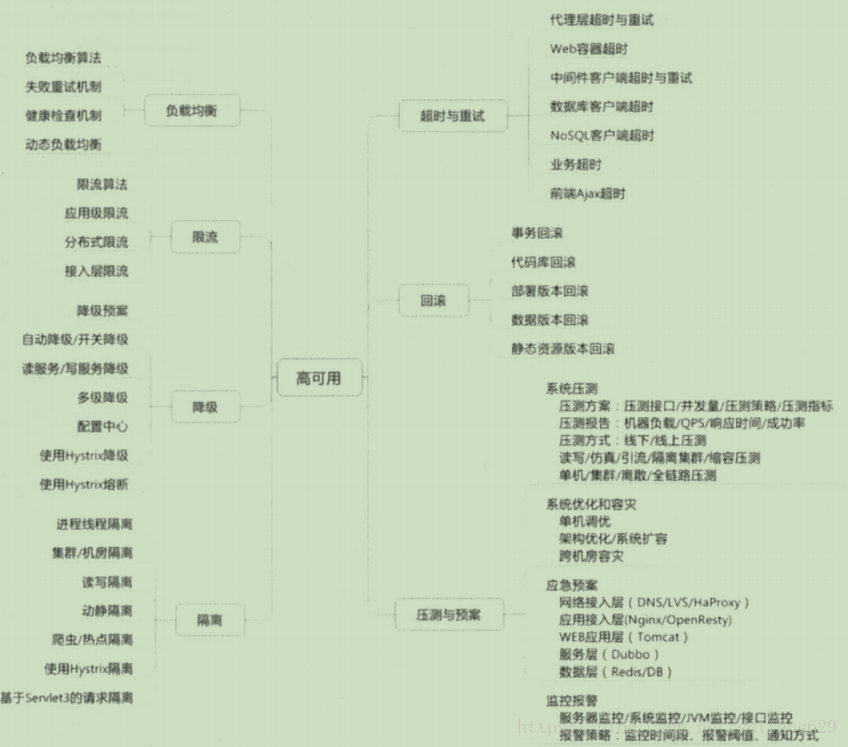 高可用
负载均衡
负载均衡算法
失败重试机制
健康检查机制
动态负载均衡
限流
限流算法
应用级限流
分布式限流
接入层限流
降级
降级预案
自动降级/开关降级
读服务/写服务降级
多级降级
配置中心
使用Hystrix降级
使用Hystrix熔断
隔离
进程线程隔离
集群/机房隔离
读写隔离
动静隔离
爬虫/热点隔离
使用Hystrix隔离
基于Servlet3的请求隔离
超时与重试
代理层超时与重试
Web容器超时
中间件客户端超时与重试
数据库客户端超时
NoSQL客户端超时
业务超时
前端Ajax超时
回滚
事务回滚
代码库回滚
部署版本回滚
数据版本回滚
静态资源版本回滚
压测与预案
系统压测
压测方案：压测接口/并发量/压测策略/压测指标
压测报告：机器负载/QPS/响应时间/成功率
压测方式：线下/线上压测
读写/仿真/引流/隔离集群/缩容压测
单机/集群/离散/全链路压测
系统优化和容灾
单机调优
架构优化/系统扩容
跨机房容灾
应急预案
网络接入层（DNS/LVS/HaProxy）
应用接入层(Nginx/OpenResty)
WEB应用层（Tomcat）
服务层（Dubbo）
数据层（Redis/DB）
监控报警
服务器监控/系统监控/JVM监控/接口监控
报警策略：监控时间段、报警阀值、通知方式